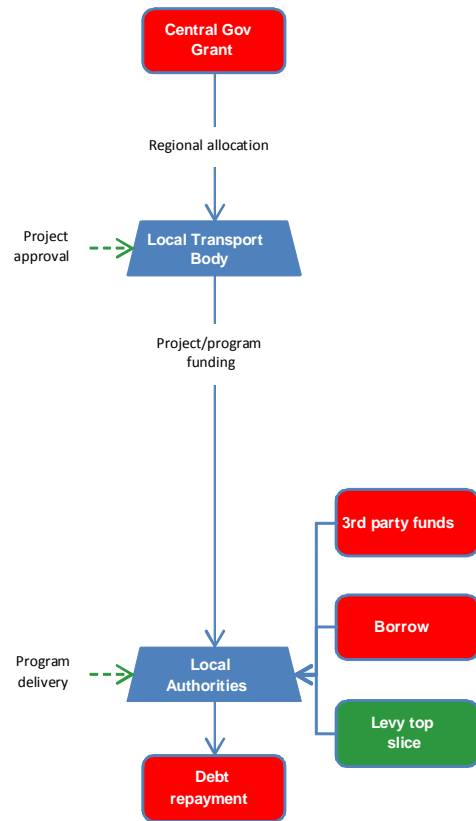 Central Gov
Grant
Regional allocation
Project
approval
Local Transport
Body
Project/program
funding
3rd party funds
Borrow
Program
delivery
Local
Authorities
Levy top
slice
Debt
repayment